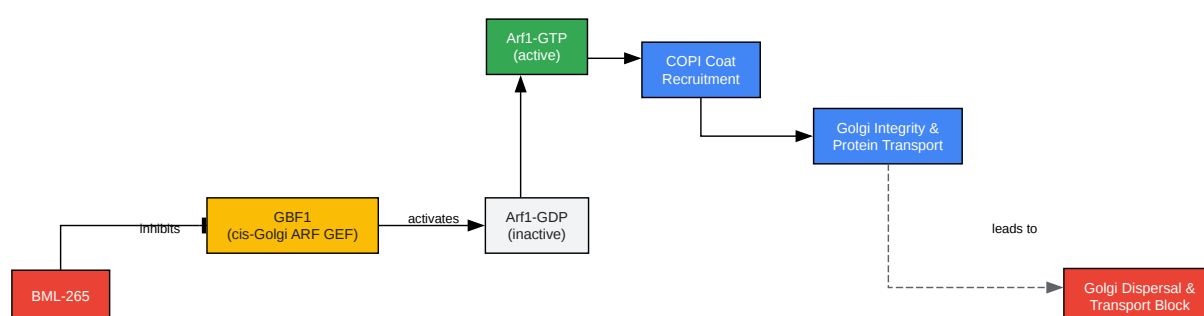 Arf1-GTP
(active)
COPI Coat
Recruitment
Golgi Integrity &
Protein Transport
inhibits
GBF1
(cis-Golgi ARF GEF)
activates
Arf1-GDP
(inactive)
leads to
BML-265
Golgi Dispersal &
Transport Block